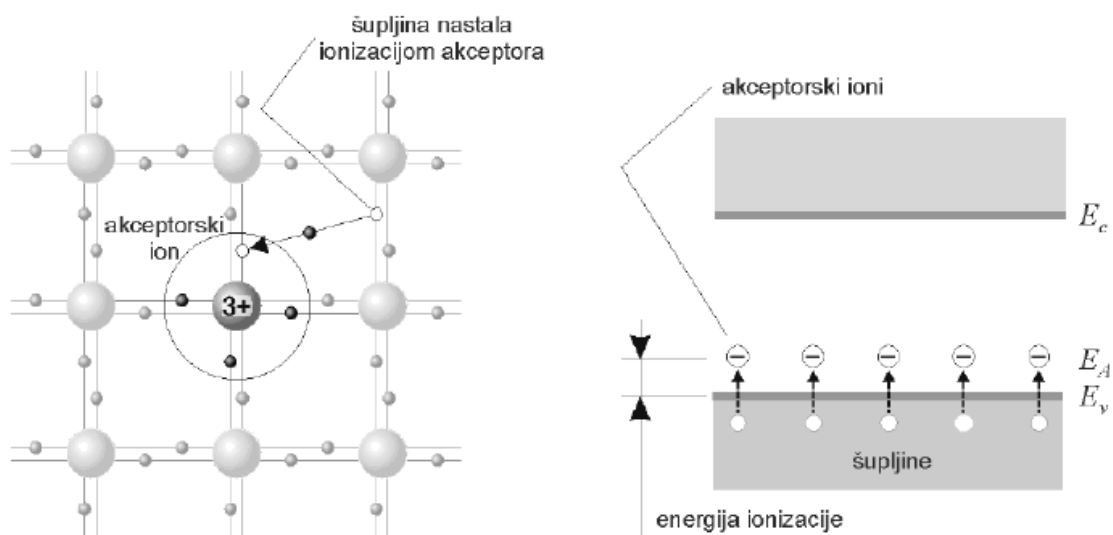 šupljina nastala
ionizacijom akceptora
akceptorski
ion
3+
akceptorski ioni
E_c
E_A
E_v
šupljine
energija ionizacije